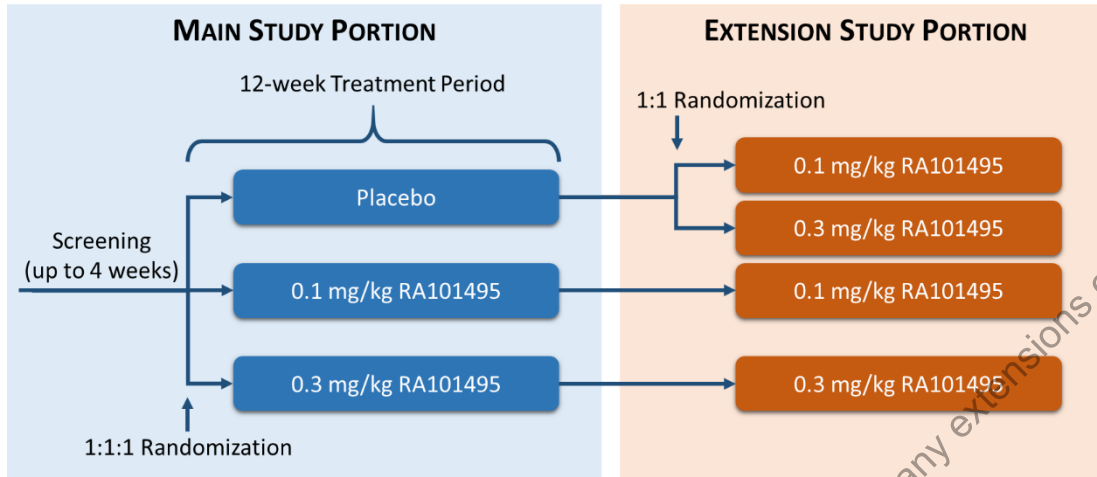 MAIN STUDY PORTION
12-week Treatment Period
Placebo
Screening
(up to 4 weeks)
0.1 mg/kg RA101495
0.3 mg/kg RA101495
1:1:1 Randomization
EXTENSION STUDY PORTION
1:1 Randomization
0.1 mg/kg RA101495
0.3 mg/kg RA101495
0.1 mg/kg RA101495
0.3 mg/kg RA101495
any extensions